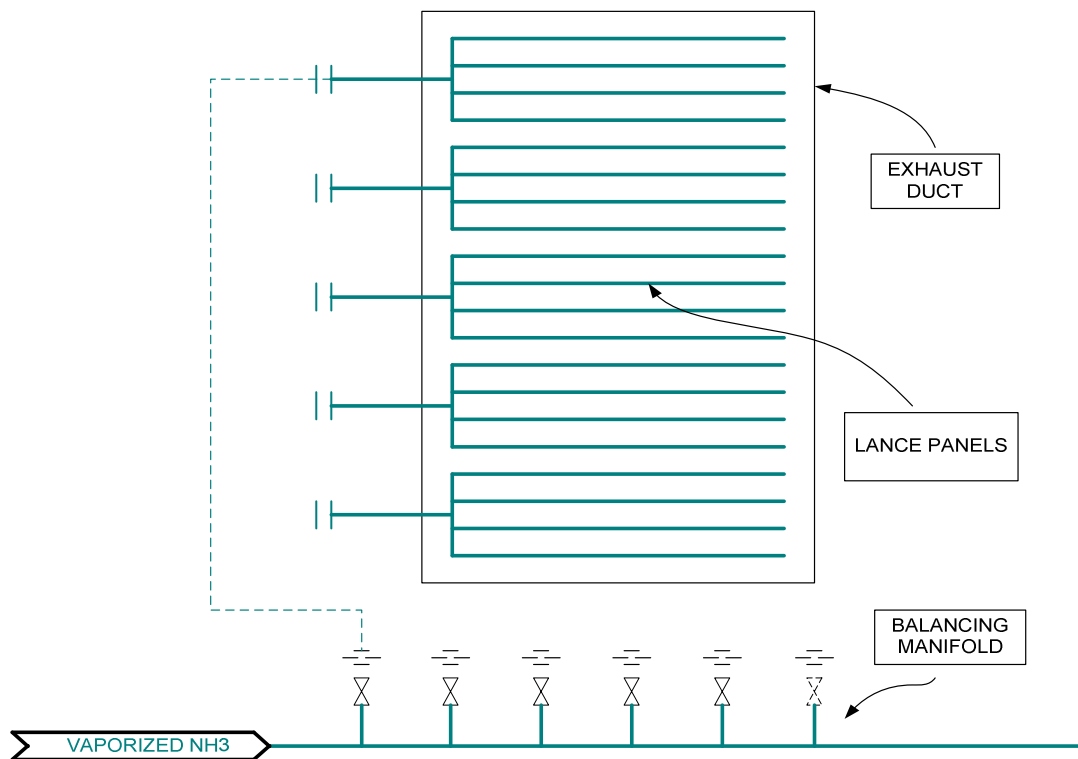 EXHAUST
DUCT
LANCE PANELS
BALANCING
MANIFOLD
VAPORIZED NH3